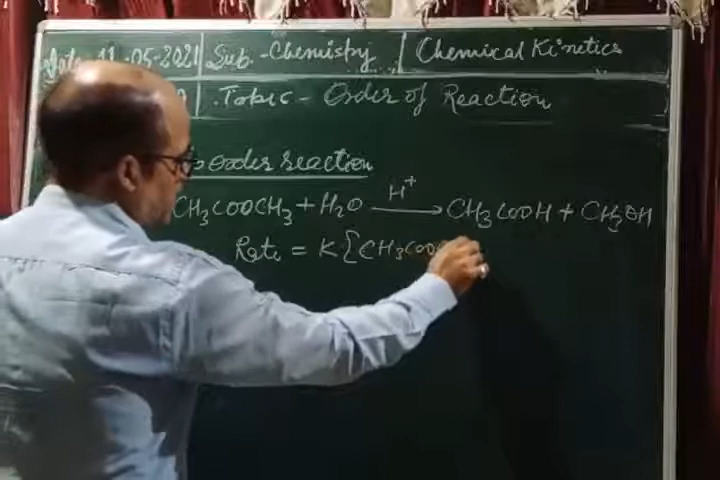 Date 11-05-2021 Sub.-Chemistry Chemical Kinetics
Topic - Order of Reaction
order reaction
CH3COOCH3 + H2O H+ → CH3COOH + CH3OH
Rate = K{CH3COO